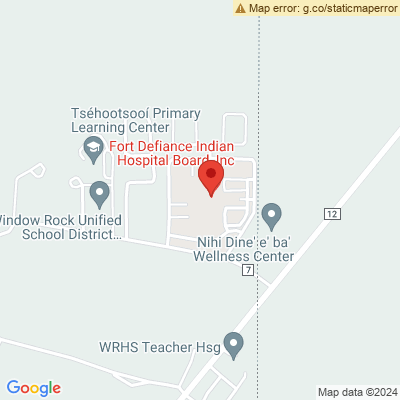 Map error: g.co/staticmaperror
Tséhootsooí Primary
Learning Center
Fort Defiance Indian
Hospital Board, Inc
12
Window Rock Unified
School District...
Nihi Dine'e' ba'
Wellness Center
7
WRHS Teacher Hsg
Google
Map data ©2024